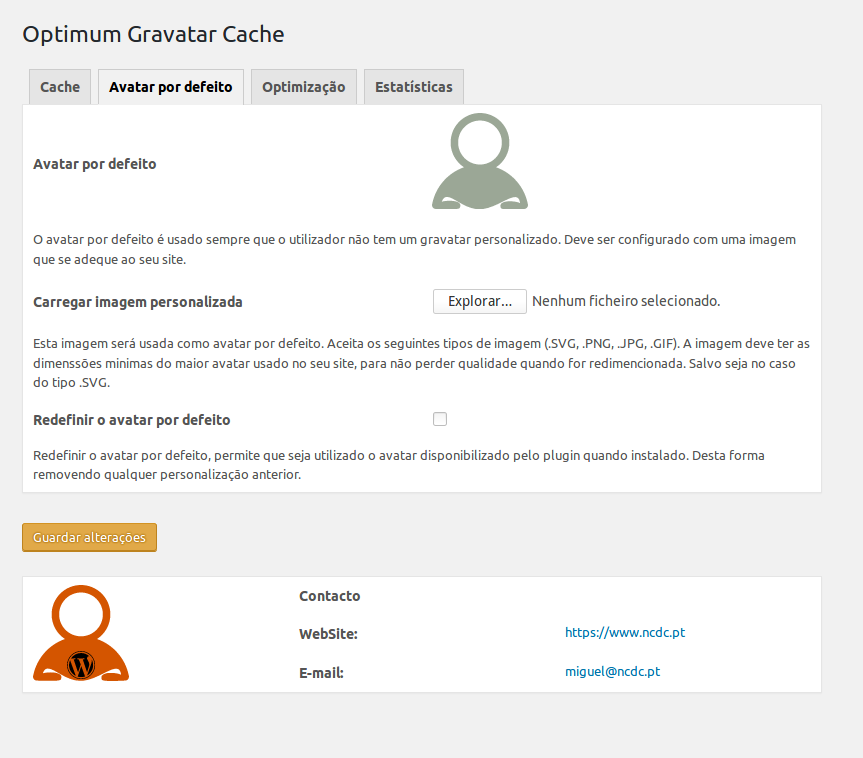 Optimum Gravatar Cache
Cache Avatar por defeito Optimização Estatísticas
Avatar por defeito
O avatar por defeito é usado sempre que o utilizador não tem um gravatar personalizado. Deve ser configurado com uma imagem
que se adeque ao seu site.
Carregar imagem personalizada Explorar... Nenhum ficheiro selecionado.
Esta imagem será usada como avatar por defeito. Aceita os seguintes tipos de imagem (.SVG, .PNG, .JPG, .GIF). A imagem deve ter as
dimenssões minimas do maior avatar usado no seu site, para não perder qualidade quando for redimencionada. Salvo seja no caso
do tipo .SVG.
Redefinir o avatar por defeito
Redefinir o avatar por defeito, permite que seja utilizado o avatar disponibilizado pelo plugin quando instalado. Desta forma
removendo qualquer personalização anterior.
Guardar alterações
Contacto
WebSite: https://www.ncdc.pt
E-mail: miguel@ncdc.pt